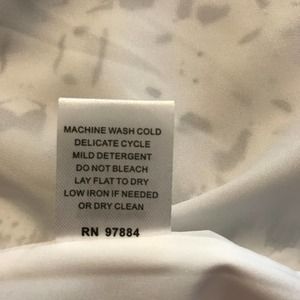 MACHINE WASH COLD
DELICATE CYCLE
MILD DETERGENT
DO NOT BLEACH
LAY FLAT TO DRY
LOW IRON IF NEEDED
OR DRY CLEAN
RN 97884